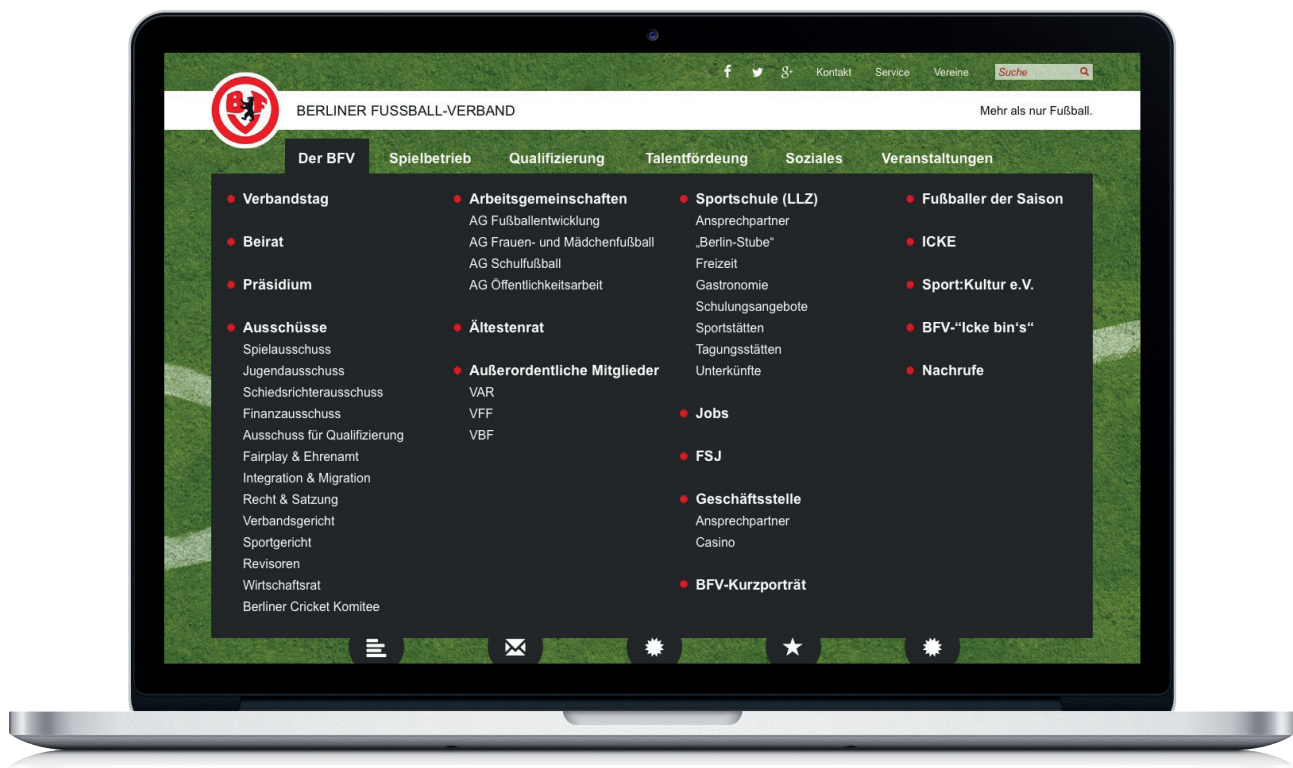 f g+ Kontakt Service Vereine Suche
BFV
BERLINER FUSSBALL-VERBAND
Mehr als nur Fußball.
Der BFV Spielbetrieb Qualifizierung Talentfördeung Soziales Veranstaltungen
Verbandstag
Beirat
Präsidium
Ausschüsse
Spielausschuss
Jugendausschuss
Schiedsrichterausschuss
Finanzausschuss
Ausschuss für Qualifizierung
Fairplay & Ehrenamt
Integration & Migration
Recht & Satzung
Verbandsgericht
Sportgericht
Revisoren
Wirtschaftsrat
Berliner Cricket Komitee
Arbeitsgemeinschaften
AG Fußballentwicklung
AG Frauen- und Mädchenfußball
AG Schulfußball
AG Öffentlichkeitsarbeit
Ältestenrat
Außerordentliche Mitglieder
VAR
VFF
VBF
Sportschule (LLZ)
Ansprechpartner
„Berlin-Stube“
Freizeit
Gastronomie
Schulungsangebote
Sportstätten
Tagungsstätten
Unterkünfte
Jobs
FSJ
Geschäftsstelle
Ansprechpartner
Casino
BFV-Kurzporträt
Fußballer der Saison
ICKE
Sport:Kultur e.V.
BFV-“Icke bin‘s“
Nachrufe